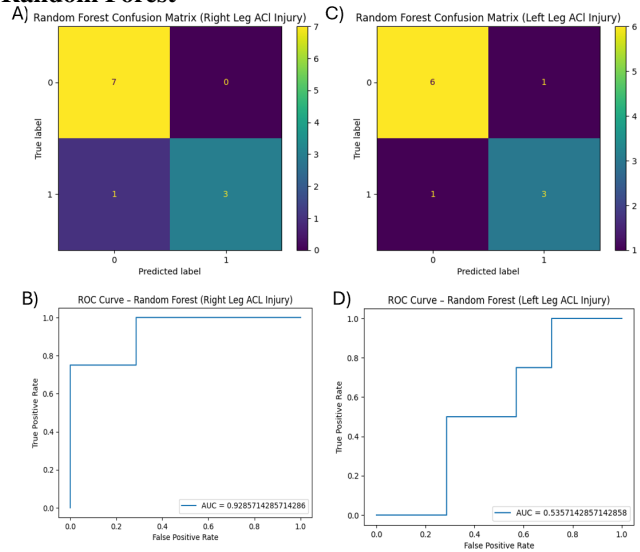 Random Forest
A)
Random Forest Confusion Matrix (Right Leg ACl Injury)
0
1
True label
7
0
1
3
0
1
Predicted label
7
6
5
4
3
2
1
0
C)
Random Forest Confusion Matrix (Left Leg ACl Injury)
0
1
True label
6
1
1
3
0
1
Predicted label
6
5
4
3
2
1
B)
ROC Curve – Random Forest (Right Leg ACL Injury)
1.0
0.8
0.6
0.4
0.2
0.0
True Positive Rate
AUC = 0.9285714285714286
0.0
0.2
0.4
0.6
0.8
1.0
False Positive Rate
D)
ROC Curve – Random Forest (Left Leg ACL Injury)
1.0
0.8
0.6
0.4
0.2
0.0
True Positive Rate
AUC = 0.5357142857142858
0.0
0.2
0.4
0.6
0.8
1.0
False Positive Rate